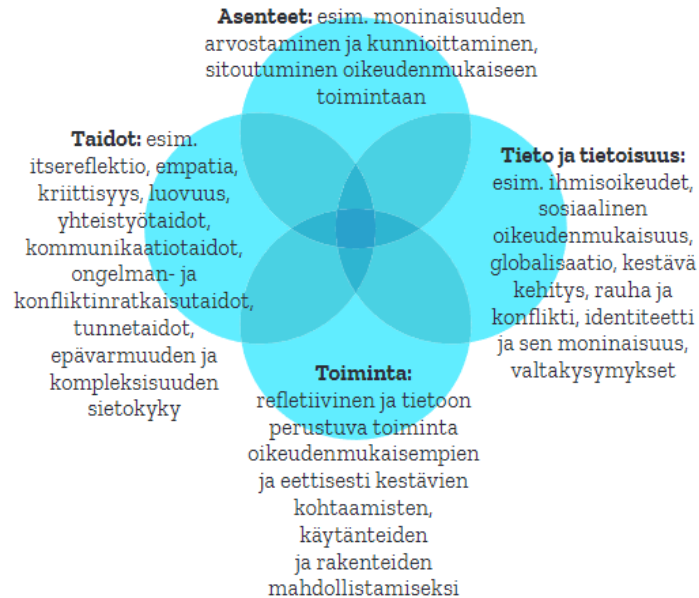 Asenteet: esim. moninaisuuden
arvostaminen ja kunnioittaminen,
sitoutuminen oikeudenmukaiseen
toimintaan
Taidot: esim.
itsereflektio, empatia,
kriittisyys, luovuus,
yhteistyötaidot,
kommunikaatiotaidot,
ongelman- ja
konfliktinratkaisutaidot,
tunnetaidot,
epävarmuuden ja
kompleksisuuden
sietokyky
Tieto ja tietoisuus:
esim. ihmisoikeudet,
sosiaalinen
oikeudenmukaisuus,
globalisaatio, kestävä
kehitys, rauha ja
konflikti, identiteetti
ja sen moninaisuus,
valtakysymykset
Toiminta:
refletiivinen ja tietoon
perustuva toiminta
oikeudenmukaisempien
ja eettisesti kestävien
kohtaamisten,
käytänteiden
ja rakenteiden
mahdollistamiseksi